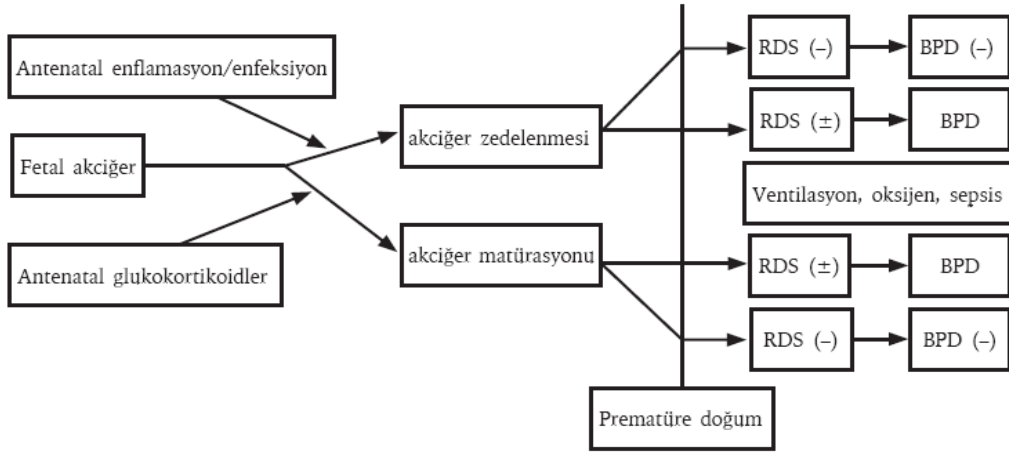 Antenatal enflamasyon/enfeksiyon
Fetal akciğer
Antenatal glukokortikoidler
akciğer zedelenmesi
akciğer matürasyonu
RDS (–)
BPD (–)
RDS (±)
BPD
Ventilasyon, oksijen, sepsis
RDS (±)
BPD
RDS (–)
BPD (–)
Prematüre doğum